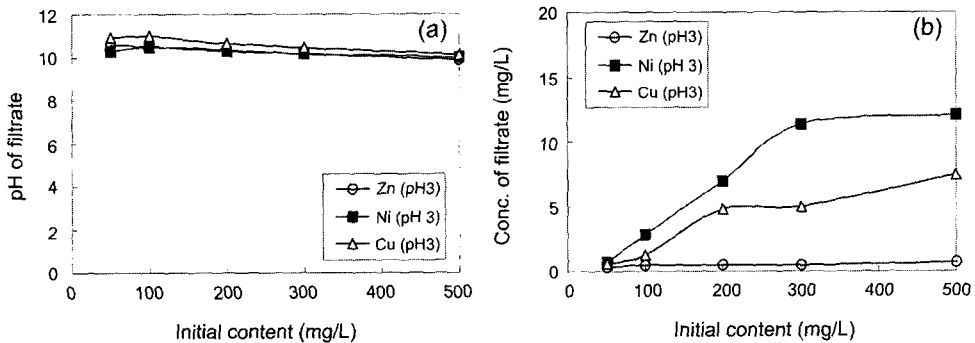 (a)
pH of filtrate
12
10
8
6
4
2
0
Zn (pH3)
Ni (pH 3)
Cu (pH3)
0 100 200 300 400 500
Initial content (mg/L)
(b)
Conc. of filtrate (mg/L)
20
15
10
5
0
Zn (pH3)
Ni (pH 3)
Cu (pH3)
0 100 200 300 400 500
Initial content (mg/L)